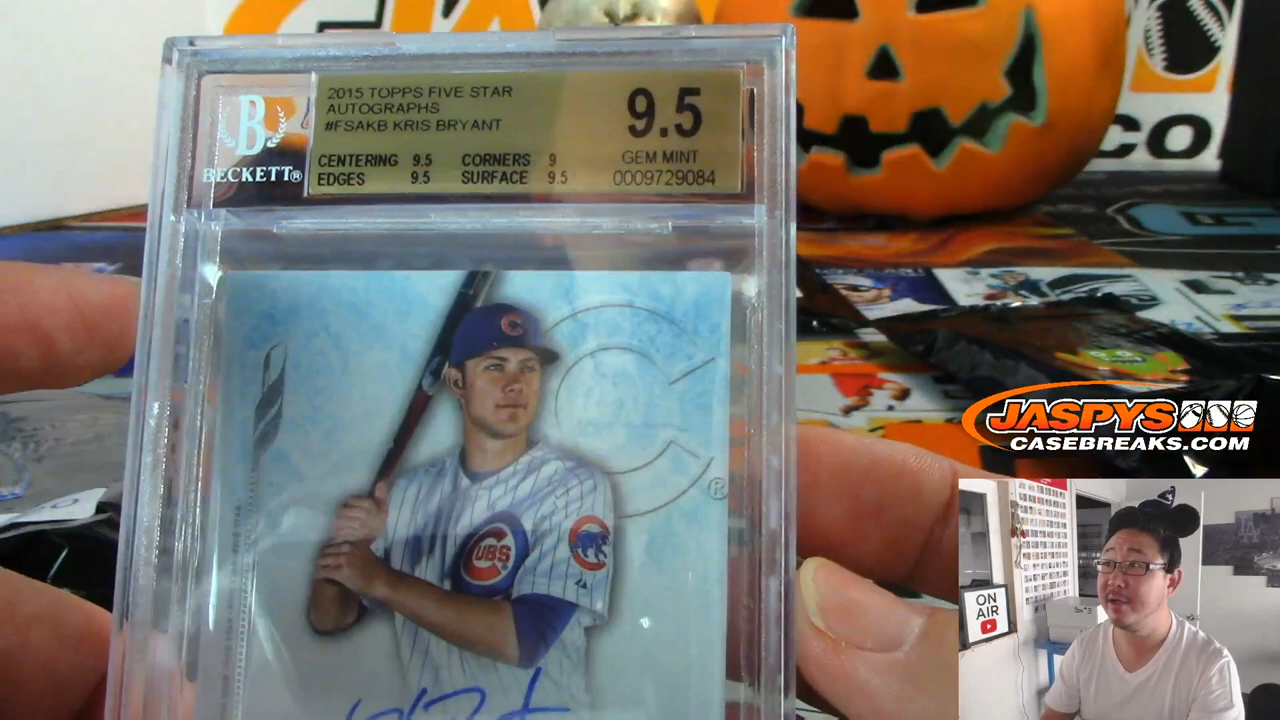 2015 TOPPS FIVE STAR
AUTOGRAPHS
#FSAKB KRIS BRYANT
9.5
CENTERING 9.5 CORNERS 9
EDGES 9.5 SURFACE 9.5
GEM MINT
0009729084
B
BECKETT®
C
CUBS
C
®
CO
JASPYS
CASEBREAKS.COM
ON
AIR